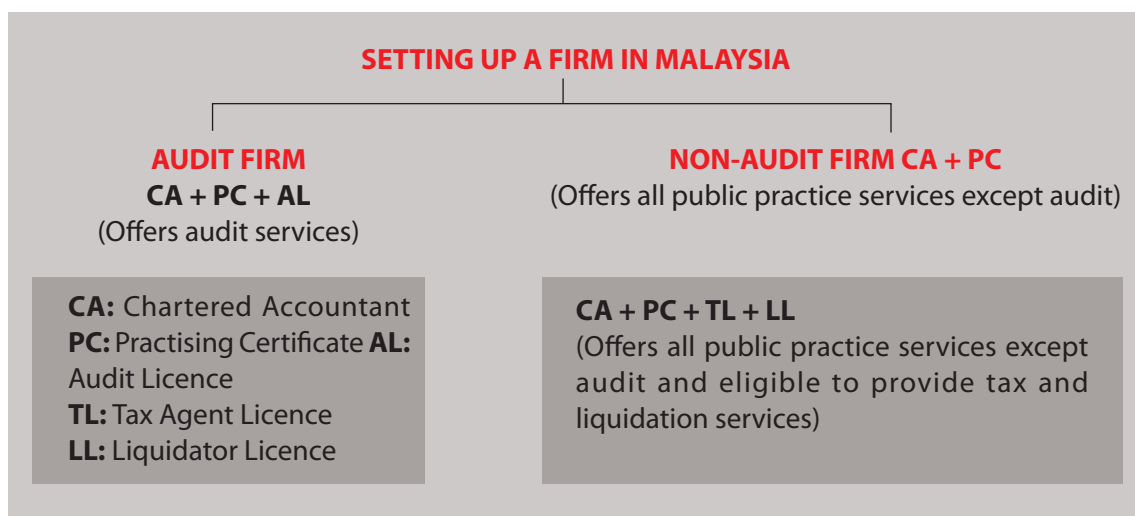 SETTING UP A FIRM IN MALAYSIA
AUDIT FIRM
CA + PC + AL
(Offers audit services)
NON-AUDIT FIRM CA + PC
(Offers all public practice services except audit)
CA: Chartered Accountant
PC: Practising Certificate AL:
Audit Licence
TL: Tax Agent Licence
LL: Liquidator Licence
CA + PC + TL + LL
(Offers all public practice services except
audit and eligible to provide tax and
liquidation services)